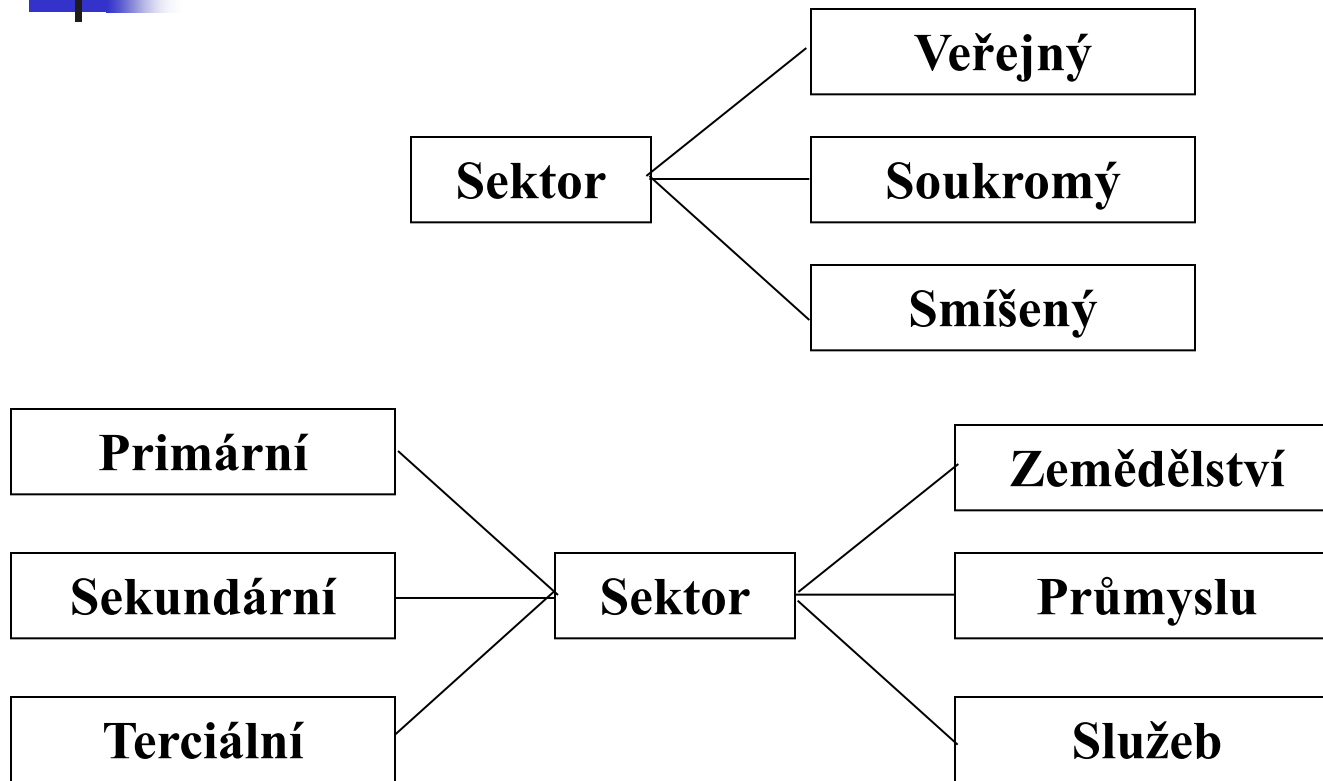 Veřejný
Sektor
Soukromý
Smíšený
Primární
Zemědělství
Sekundární
Sektor
Průmyslu
Terciální
Služeb